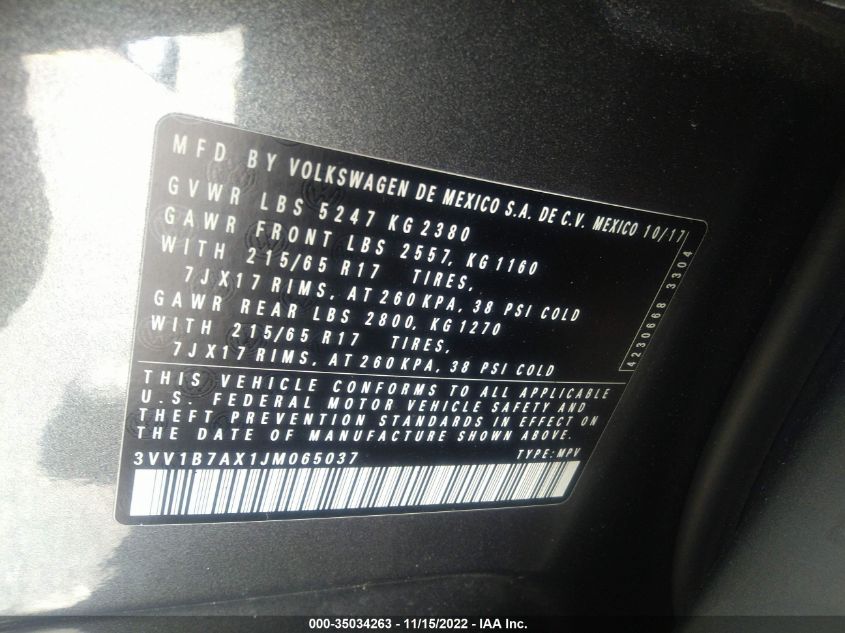 MFD BY VOLKSWAGEN DE MEXICO S.A. DE C.V. MEXICO 10/17
GVWR LBS 5247 KG 2380
GAWR FRONT LBS 2557, KG 1160
WITH 215/65 R17 TIRES,
7JX17 RIMS, AT 260 KPA, 38 PSI COLD
GAWR REAR LBS 2800, KG 1270
WITH 215/65 R17 TIRES,
7JX17 RIMS, AT 260 KPA, 38 PSI COLD
4230668 3304
THIS VEHICLE CONFORMS TO ALL APPLICABLE
U.S. FEDERAL MOTOR VEHICLE SAFETY AND
THEFT PREVENTION STANDARDS IN EFFECT ON
THE DATE OF MANUFACTURE SHOWN ABOVE.
3VV1B7AX1JM065037 TYPE: MPV
000-35034263 - 11/15/2022 - IAA Inc.